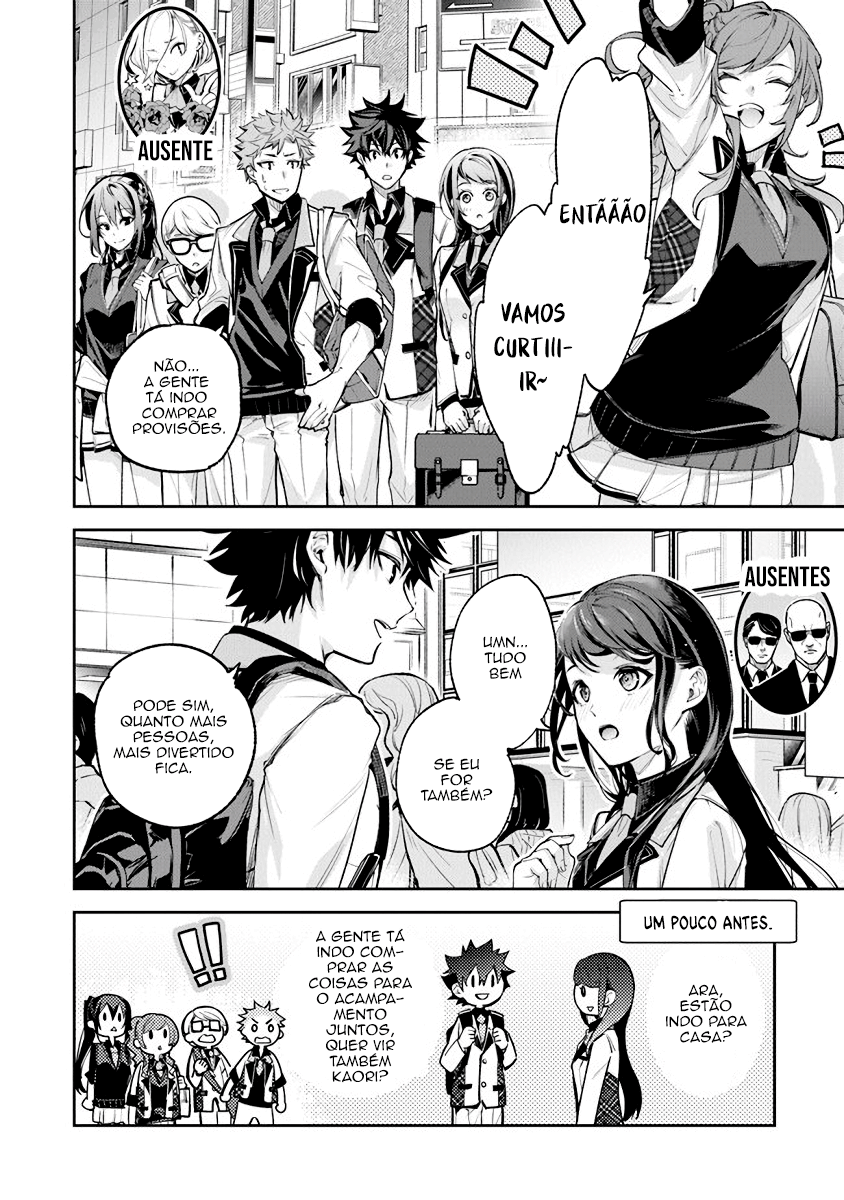 ENTÃÃÃO
VAMOS
CURTIII-
IR~
AUSENTE
NÃO...
A GENTE
TÁ INDO
COMPRAR
PROVISÕES.
AUSENTES
UMN...
TUDO
BEM
SE EU
FOR
TAMBÉM?
PODE SIM,
QUANTO MAIS
PESSOAS,
MAIS DIVERTIDO
FICA.
UM POUCO ANTES.
ARA,
ESTÃO
INDO PARA
CASA?
A GENTE TÁ
INDO COM-
PRAR AS
COISAS PARA
O ACAMPA-
MENTO
JUNTOS,
QUER VIR
TAMBÉM
KAORI?
!!